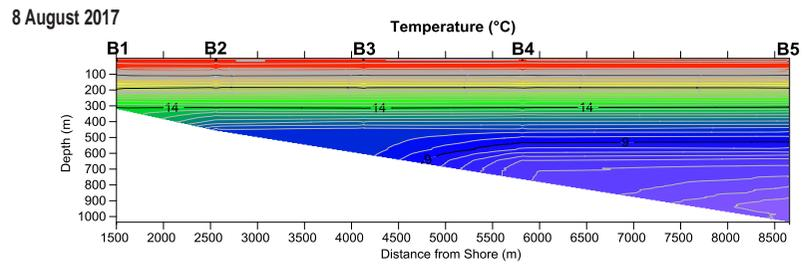 8 August 2017
Temperature (°C)
B1 B2 B3 B4 B5
100
200
300
400
500
600
700
800
900
1000
Depth (m)
14 14 14
9 9
1500 2000 2500 3000 3500 4000 4500 5000 5500 6000 6500 7000 7500 8000 8500
Distance from Shore (m)